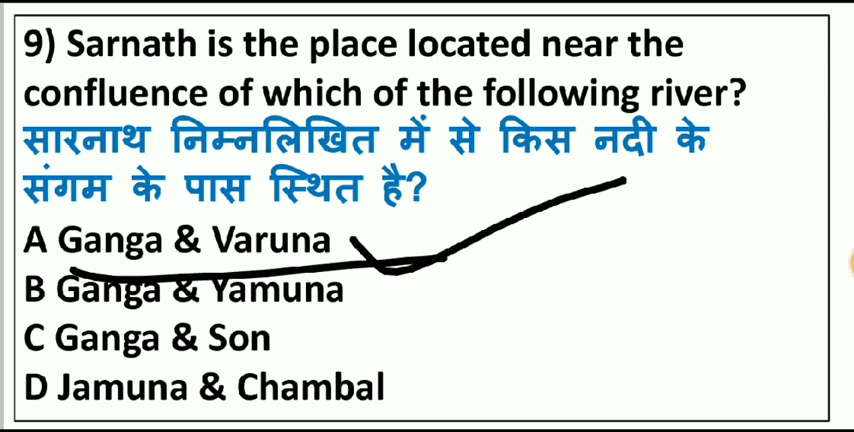 9) Sarnath is the place located near the
confluence of which of the following river?
सारनाथ निम्नलिखित में से किस नदी के
संगम के पास स्थित है?
A Ganga & Varuna
B Ganga & Yamuna
C Ganga & Son
D Jamuna & Chambal